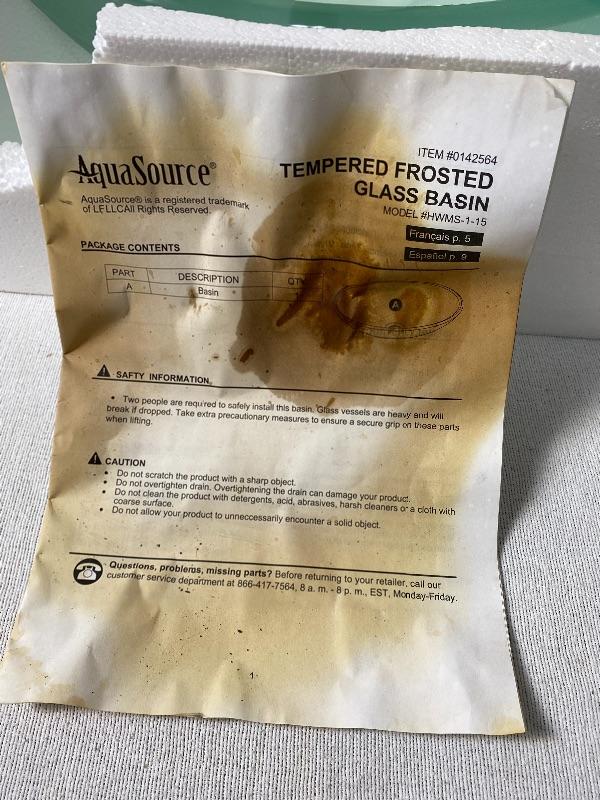 ITEM #0142564
AquaSource®
TEMPERED FROSTED
GLASS BASIN
MODEL #HWMS-1-15
AquaSource® is a registered trademark
of LFLLCAll Rights Reserved.
Français p. 5
Español p. 9
PACKAGE CONTENTS
PART DESCRIPTION
A Basin
A
SAFTY INFORMATION
• Two people are required to safely install this basin. Glass vessels are heavy and will
break if dropped. Take extra precautionary measures to ensure a secure grip on these parts
when lifting.
CAUTION
• Do not scratch the product with a sharp object.
• Do not overtighten drain. Overtightening the drain can damage your product.
• Do not clean the product with detergents, acid, abrasives, harsh cleaners or a cloth with
coarse surface.
• Do not allow your product to unneccessarily encounter a solid object.
Questions, problems, missing parts? Before returning to your retailer, call our
customer service department at 866-417-7564, 8 a. m. - 8 p. m., EST, Monday-Friday.
1